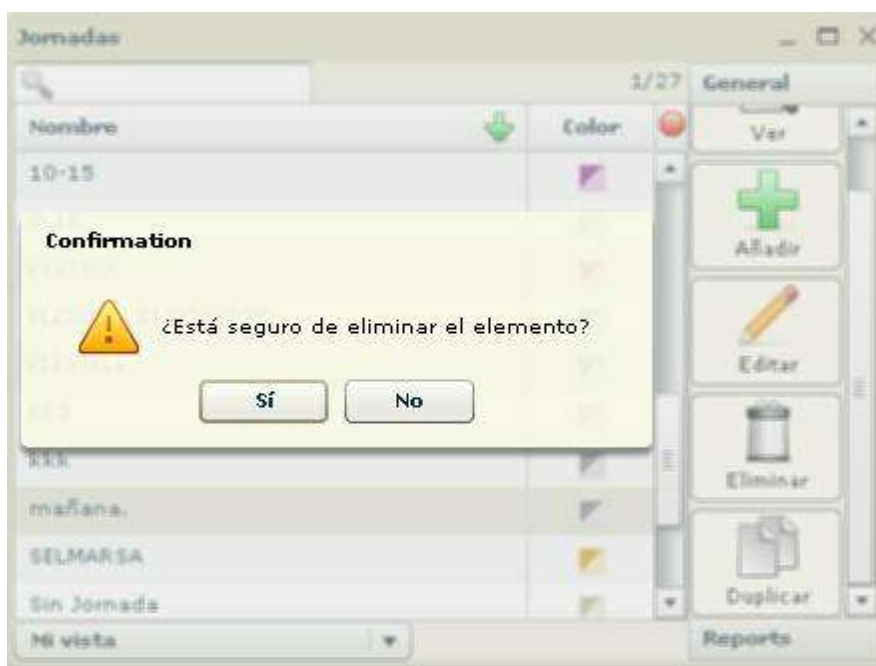 Jornadas
1/27 General
Nombre Color Ver
10-15
Añadir
Confirmation
¿Está seguro de eliminar el elemento?
Editar
Sí No
kkk
Eliminar
mañana.
SELMARSA
Sin Jornada
Duplicar
Mi vista Reports